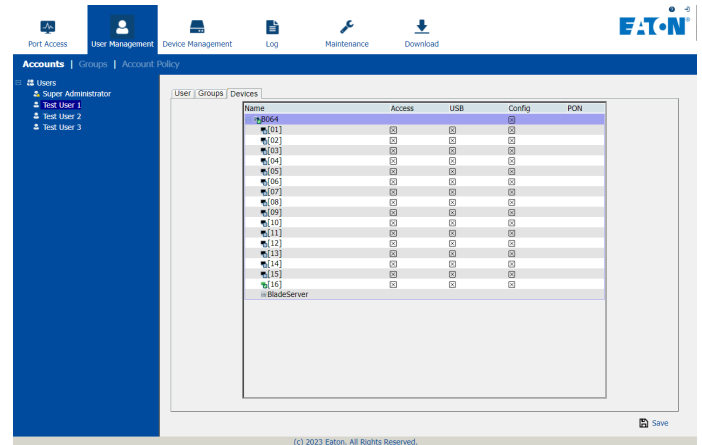 EATON
Port Access User Management Device Management Log Maintenance Download
Accounts | Groups | Account Policy
Users
Super Administrator
Test User 1
Test User 2
Test User 3
User Groups Devices
Name Access USB Config PON
B064
[01]
[02]
[03]
[04]
[05]
[06]
[07]
[08]
[09]
[10]
[11]
[12]
[13]
[14]
[15]
[16]
BladeServer
Save
(c) 2023 Eaton. All Rights Reserved.